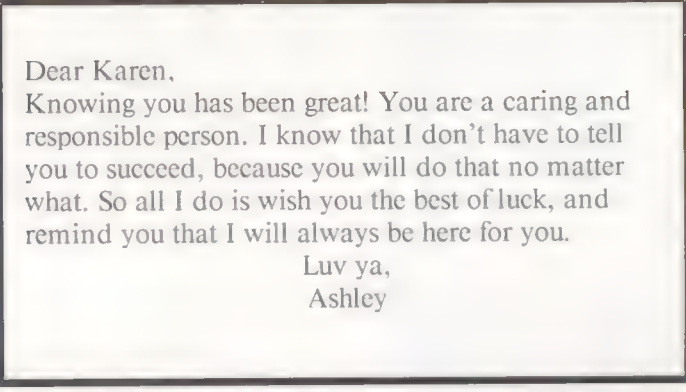 Dear Karen,
Knowing you has been great! You are a caring and
responsible person. I know that I don't have to tell
you to succeed, because you will do that no matter
what. So all I do is wish you the best of luck, and
remind you that I will always be here for you.
Luv ya,
Ashley